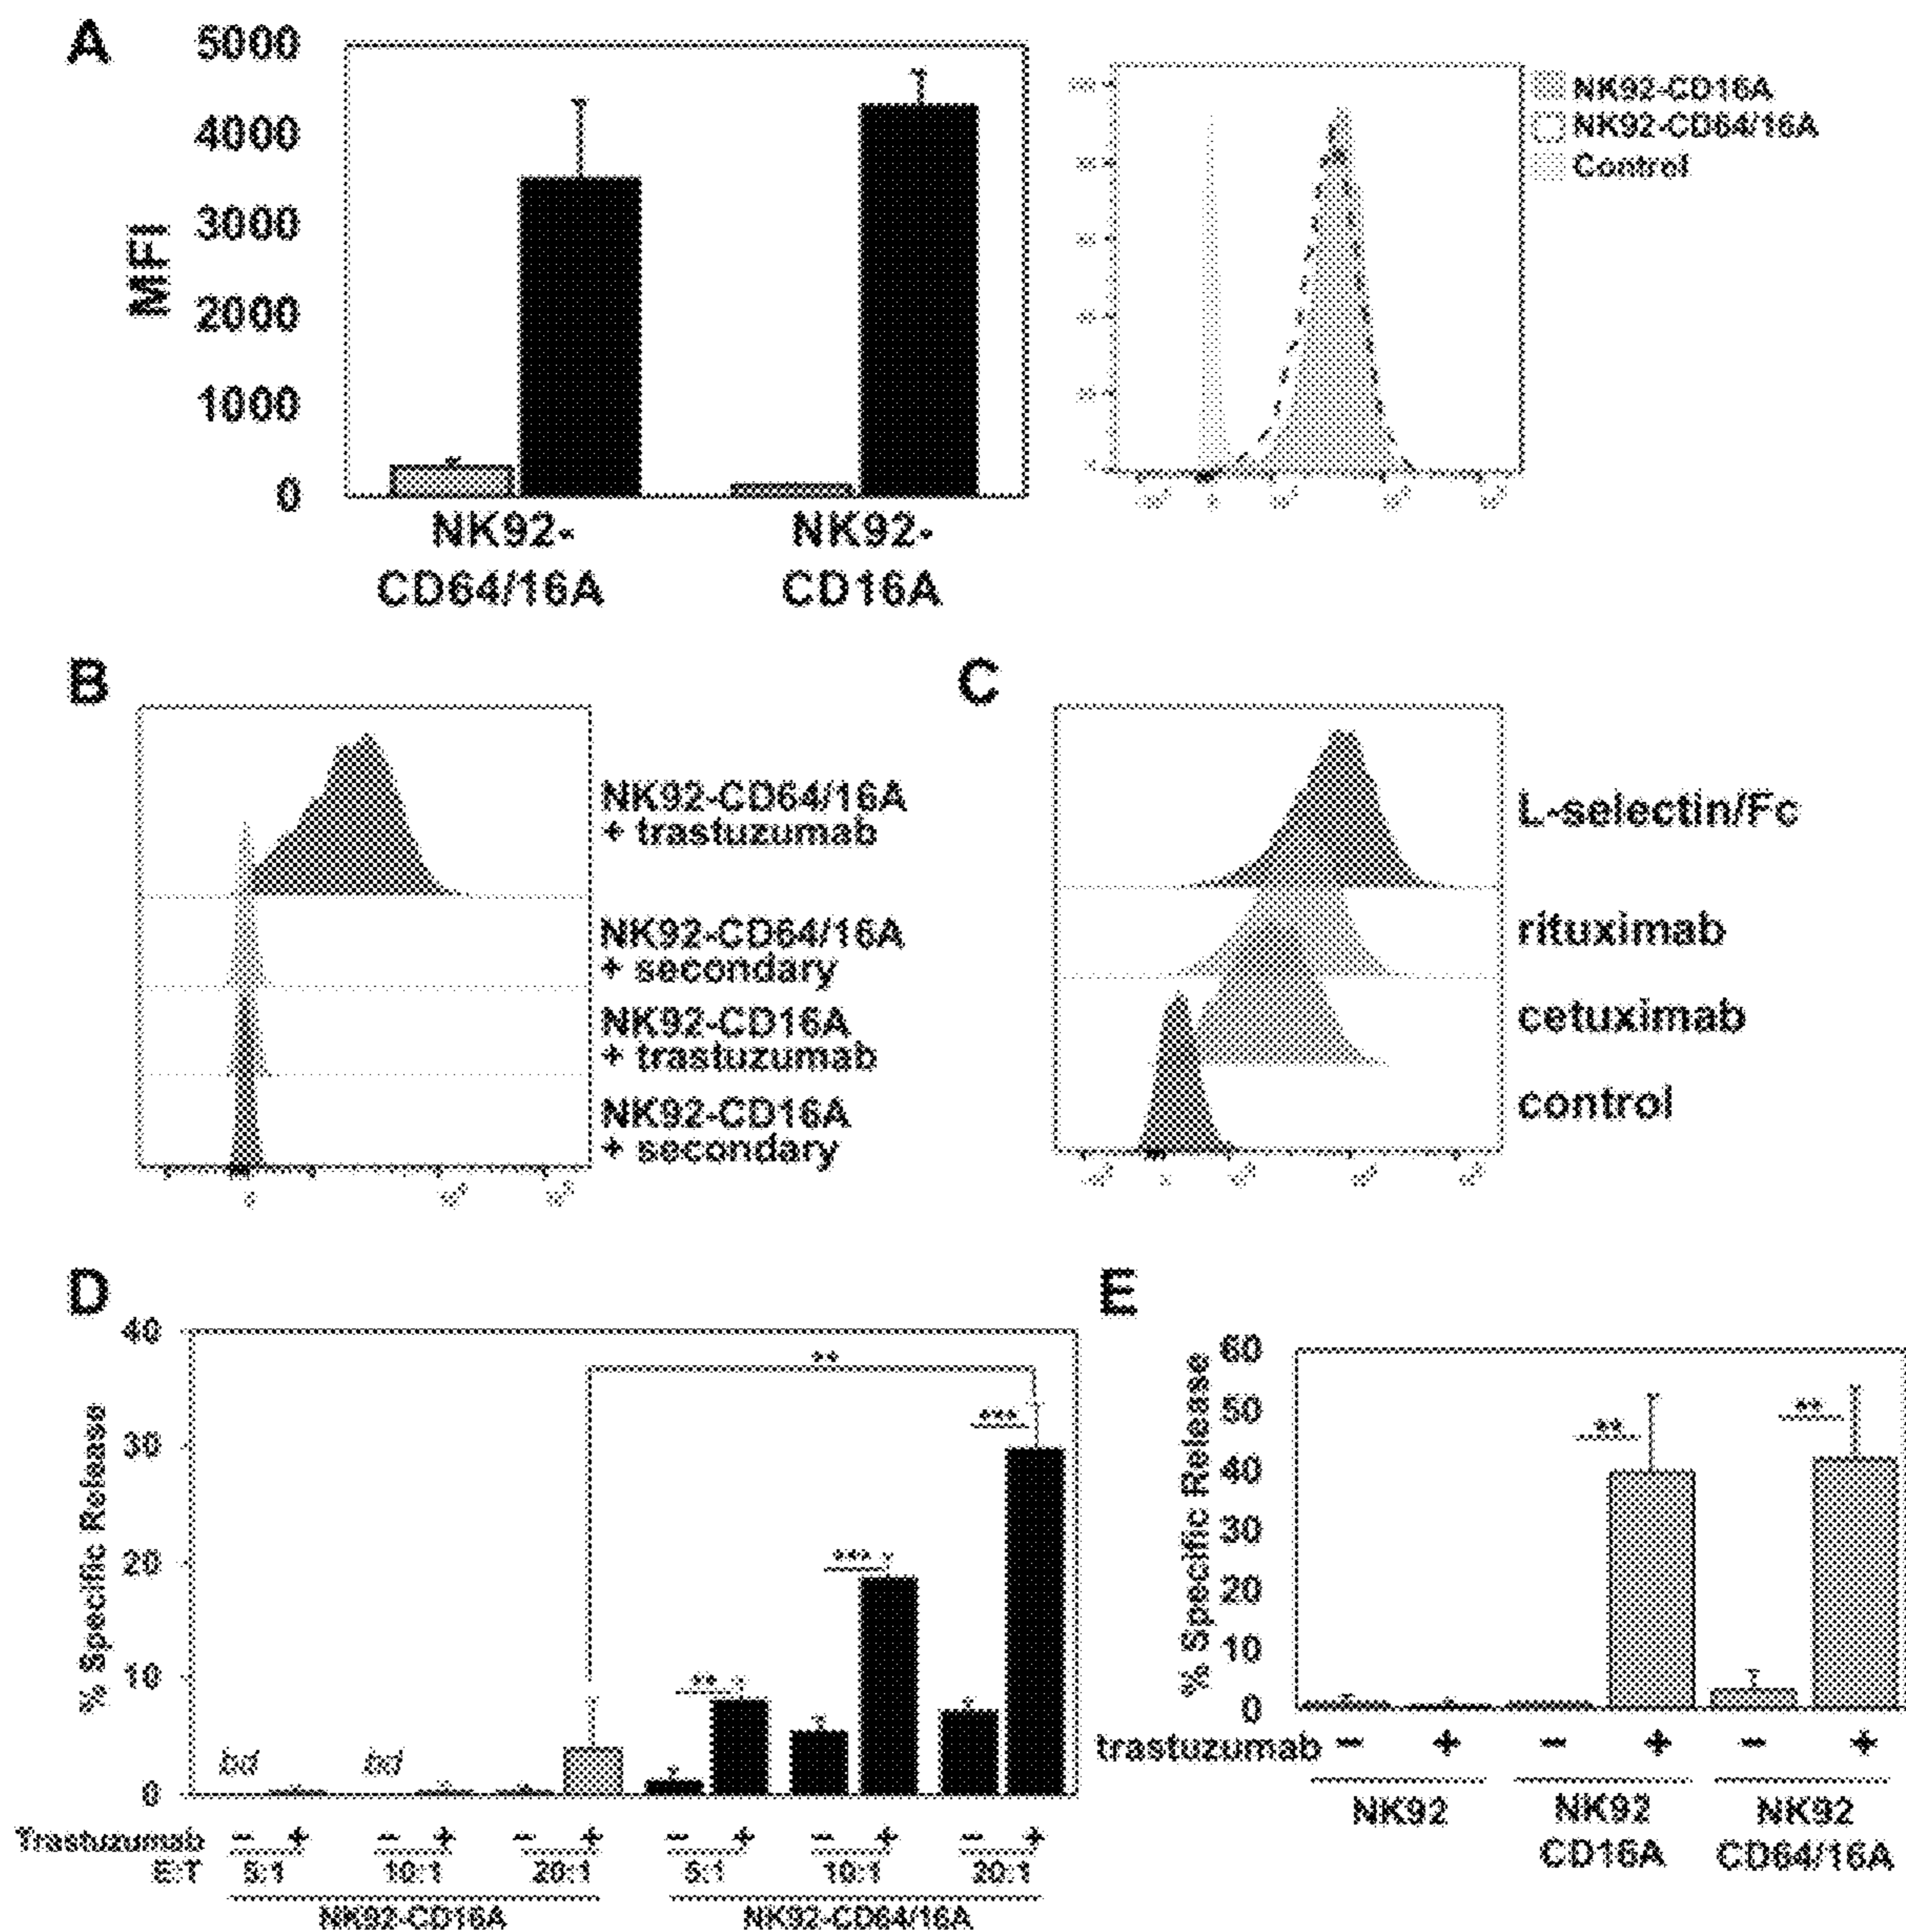 A
5000
4000
3000
2000
1000
0
MFI
NK92-
CD64/16A
NK92-
CD16A
NK92-CD16A
NK92-CD64/16A
Control
B
NK92-CD64/16A
+ trastuzumab
NK92-CD64/16A
+ secondary
NK92-CD16A
+ trastuzumab
NK92-CD16A
+ secondary
C
L-selectin/Fc
rituximab
cetuximab
control
D
40
30
20
10
0
% Specific Release
bd
bd
**
***
***
**
Trastuzumab − + − + − + − + − + − +
E:T 5:1 10:1 20:1 5:1 10:1 20:1
NK92-CD16A NK92-CD64/16A
E
60
50
40
30
20
10
0
% Specific Release
**
**
trastuzumab − + − + − +
NK92 NK92 NK92
CD16A CD64/16A